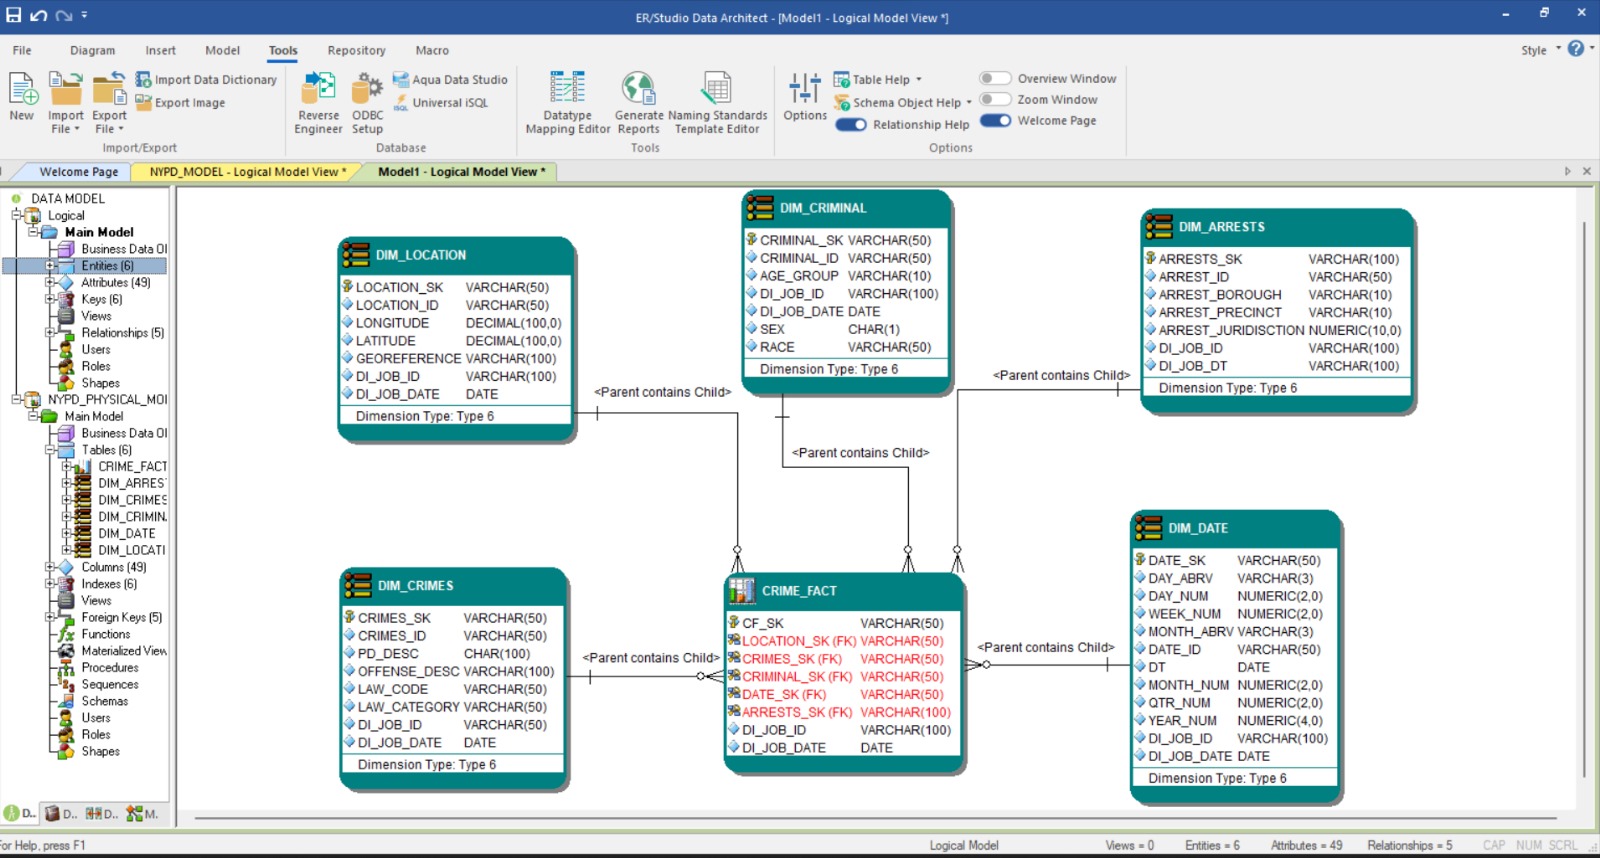 ER/Studio Data Architect - [Model1 - Logical Model View *]
File Diagram Insert Model Tools Repository Macro Style
New
Import File
Export File
Import Data Dictionary
Export Image
Import/Export
Reverse Engineer
ODBC Setup
Aqua Data Studio
Universal iSQL
Database
Datatype Mapping Editor
Generate Reports
Naming Standards Template Editor
Tools
Options
Table Help
Schema Object Help
Relationship Help
Overview Window
Zoom Window
Welcome Page
Options
Welcome Page
NYPD_MODEL - Logical Model View *
Model1 - Logical Model View *
DATA MODEL
Logical
Main Model
Business Data Ol
Entities (6)
Attributes (49)
Keys (6)
Views
Relationships (5)
Users
Roles
Shapes
NYPD_PHYSICAL_MOI
Main Model
Business Data Ol
Tables (6)
CRIME_FACT
DIM_ARRES
DIM_CRIMES
DIM_CRIMIN.
DIM_DATE
DIM_LOCATI
Columns (49)
Indexes (6)
Views
Foreign Keys (5)
Functions
Materialized View
Procedures
Sequences
Schemas
Users
Roles
Shapes
D.. D.. D.. M.
DIM_LOCATION
LOCATION_SK VARCHAR(50)
LOCATION_ID VARCHAR(50)
LONGITUDE DECIMAL(100,0)
LATITUDE DECIMAL(100,0)
GEOREFERENCE VARCHAR(100)
DI_JOB_ID VARCHAR(100)
DI_JOB_DATE DATE
Dimension Type: Type 6
DIM_CRIMINAL
CRIMINAL_SK VARCHAR(50)
CRIMINAL_ID VARCHAR(50)
AGE_GROUP VARCHAR(10)
DI_JOB_ID VARCHAR(100)
DI_JOB_DATE DATE
SEX CHAR(1)
RACE VARCHAR(50)
Dimension Type: Type 6
DIM_ARRESTS
ARRESTS_SK VARCHAR(100)
ARREST_ID VARCHAR(50)
ARREST_BOROUGH VARCHAR(10)
ARREST_PRECINCT VARCHAR(10)
ARREST_JURIDISCTION NUMERIC(10,0)
DI_JOB_ID VARCHAR(100)
DI_JOB_DT VARCHAR(100)
Dimension Type: Type 6
<Parent contains Child>
<Parent contains Child>
<Parent contains Child>
DIM_CRIMES
CRIMES_SK VARCHAR(50)
CRIMES_ID VARCHAR(50)
PD_DESC CHAR(100)
OFFENSE_DESC VARCHAR(100)
LAW_CODE VARCHAR(50)
LAW_CATEGORY VARCHAR(50)
DI_JOB_ID VARCHAR(50)
DI_JOB_DATE DATE
Dimension Type: Type 6
<Parent contains Child>
CRIME_FACT
CF_SK VARCHAR(50)
LOCATION_SK (FK) VARCHAR(50)
CRIMES_SK (FK) VARCHAR(50)
CRIMINAL_SK (FK) VARCHAR(50)
DATE_SK (FK) VARCHAR(50)
ARRESTS_SK (FK) VARCHAR(100)
DI_JOB_ID VARCHAR(100)
DI_JOB_DATE DATE
<Parent contains Child>
DIM_DATE
DATE_SK VARCHAR(50)
DAY_ABRV VARCHAR(3)
DAY_NUM NUMERIC(2,0)
WEEK_NUM NUMERIC(2,0)
MONTH_ABRV VARCHAR(3)
DATE_ID VARCHAR(50)
DT DATE
MONTH_NUM NUMERIC(2,0)
QTR_NUM NUMERIC(2,0)
YEAR_NUM NUMERIC(4,0)
DI_JOB_ID VARCHAR(100)
DI_JOB_DATE DATE
Dimension Type: Type 6
For Help, press F1
Logical Model Views = 0 Entities = 6 Attributes = 49 Relationships = 5 CAP NUM SCRL